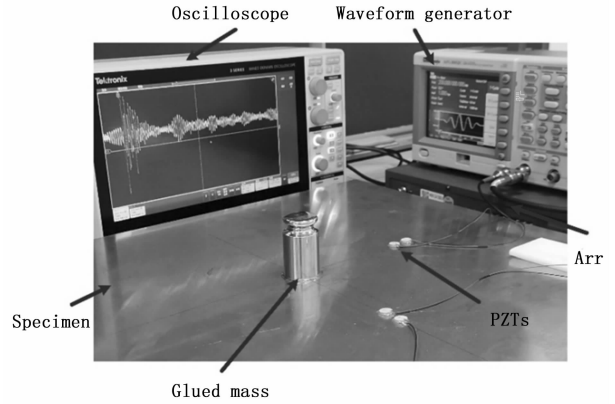 Oscilloscope
Waveform generator
Tektronix
Arr
Specimen
PZTs
Glued mass